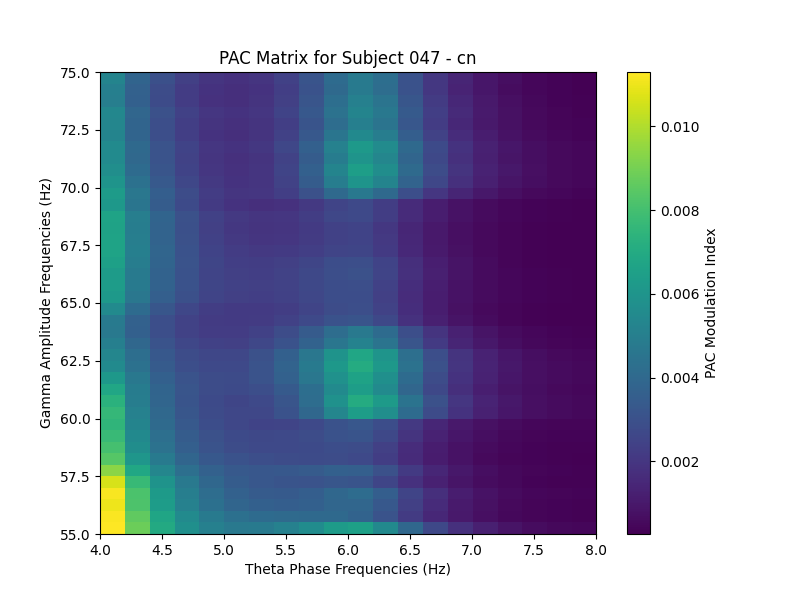 PAC Matrix for Subject 047 - cn
75.0
72.5
70.0
67.5
65.0
62.5
60.0
57.5
55.0
Gamma Amplitude Frequencies (Hz)
4.0 4.5 5.0 5.5 6.0 6.5 7.0 7.5 8.0
Theta Phase Frequencies (Hz)
0.010
0.008
0.006
0.004
0.002
PAC Modulation Index